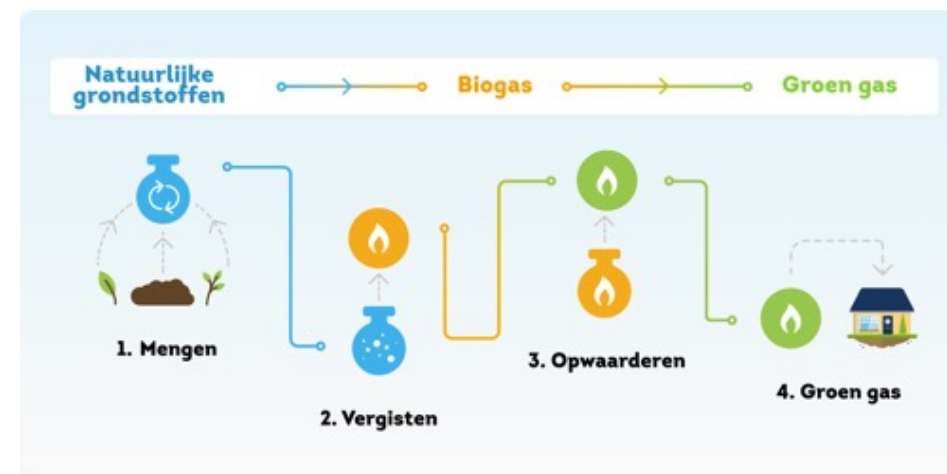 Natuurlijke
grondstoffen
Biogas
Groen gas
1. Mengen
2. Vergisten
3. Opwaarderen
4. Groen gas